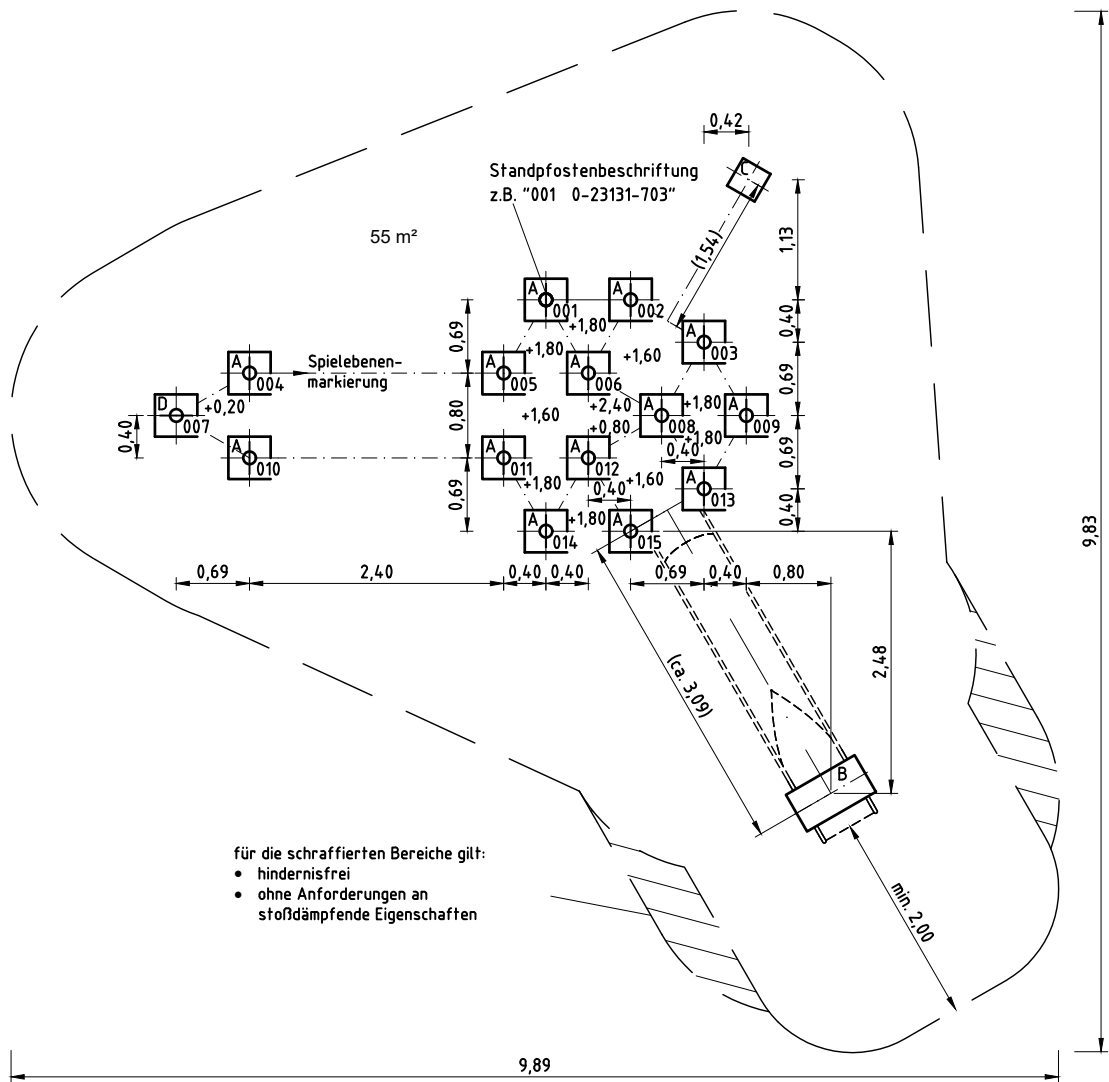 0,42
C
Standpfostenbeschriftung
z.B. "001 0-23131-703"
55 m²
(1,54)
1,13
A 001
A 002
+1,80
0,40
0,69
A 003
+1,80
+1,60
Spielebenen-
markierung
A 004
A 005
A 006
0,69
D 007
+0,20
+1,60
+2,40
A 008
+1,80
A 009
0,40
0,80
+0,80
+1,80
0,40
0,69
A 010
A 011
A 012
+1,80
0,40
+1,60
A 013
0,69
+1,80
0,40
A 014
A 015
9,83
0,69
2,40
0,40
0,40
0,69
0,40
0,80
2,48
(ca. 3,09)
B
für die schraffierten Bereiche gilt:
• hindernisfrei
• ohne Anforderungen an
stoßdämpfende Eigenschaften
min. 2,00
9,89